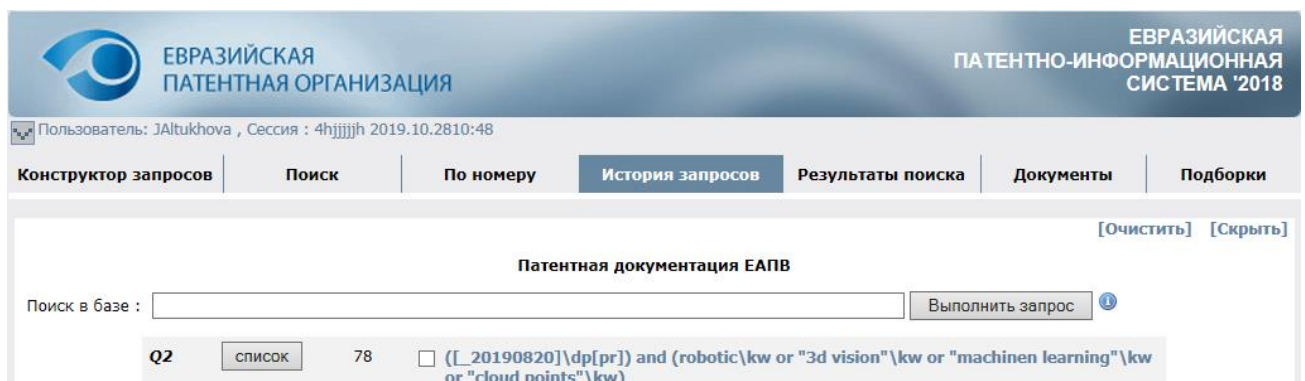 ЕВРАЗИЙСКАЯ
ПАТЕНТНАЯ ОРГАНИЗАЦИЯ
ЕВРАЗИЙСКАЯ
ПАТЕНТНО-ИНФОРМАЦИОННАЯ
СИСТЕМА '2018
Пользователь: JAltukhova , Сессия : 4hjjjjjh 2019.10.2810:48
Конструктор запросов Поиск По номеру История запросов Результаты поиска Документы Подборки
[Очистить] [Скрыть]
Патентная документация ЕАПВ
Поиск в базе : Выполнить запрос
Q2 список 78 ([_20190820]\dp[pr]) and (robotic\kw or "3d vision"\kw or "machinen learning"\kw
or "cloud points"\kw)